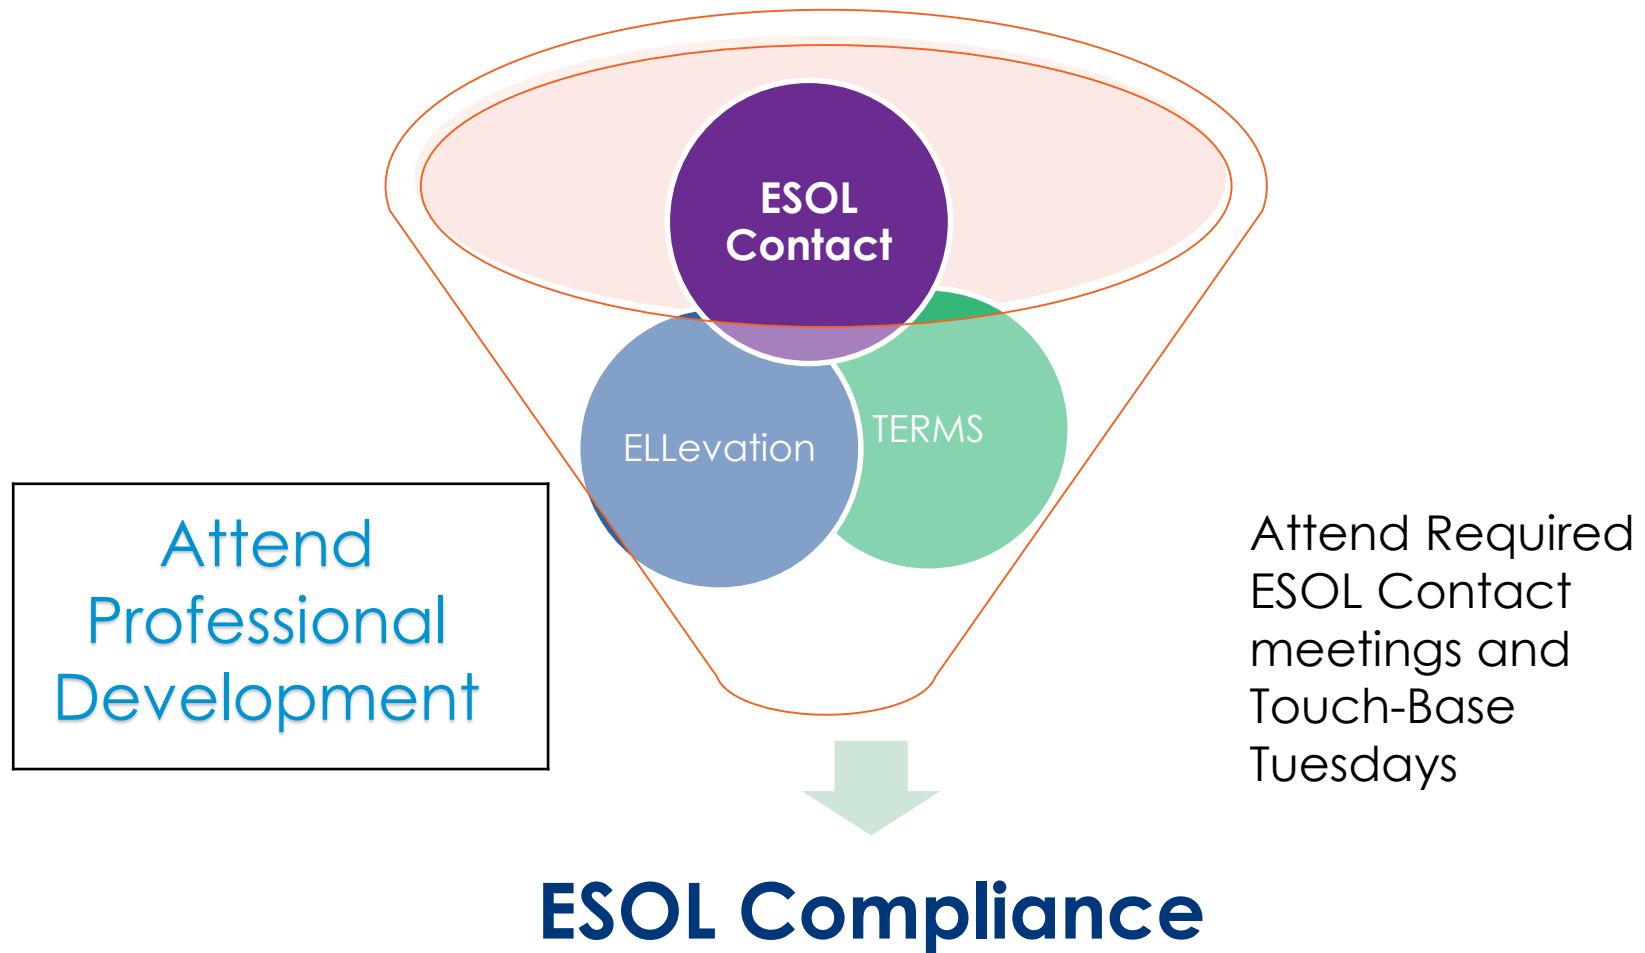 ESOL
Contact
ELLevation
TERMS
Attend
Professional
Development
Attend Required
ESOL Contact
meetings and
Touch-Base
Tuesdays
ESOL Compliance